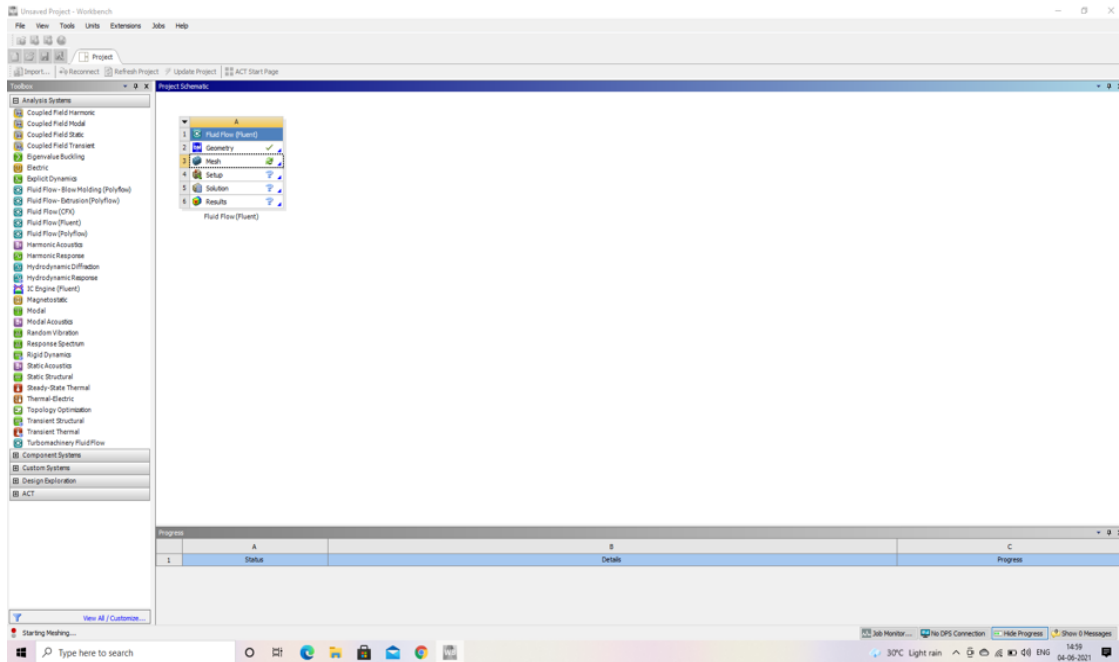 Unsaved Project - Workbench
File View Tools Units Extensions Jobs Help
Project
Import... Reconnect Refresh Project Update Project ACT Start Page
Toolbox
Project Schematic
Analysis Systems
Coupled Field Harmonic
Coupled Field Modal
Coupled Field Static
Coupled Field Transient
Eigenvalue Buckling
Electric
Explicit Dynamics
Fluid Flow - Blow Molding (Polyflow)
Fluid Flow - Extrusion (Polyflow)
Fluid Flow (CFX)
Fluid Flow (Fluent)
Fluid Flow (Polyflow)
Harmonic Acoustics
Harmonic Response
Hydrodynamic Diffraction
Hydrodynamic Response
IC Engine (Fluent)
Magnetostatic
Modal
Modal Acoustics
Random Vibration
Response Spectrum
Rigid Dynamics
Static Acoustics
Static Structural
Steady-State Thermal
Thermal-Electric
Topology Optimization
Transient Structural
Transient Thermal
Turbomachinery Fluid Flow
Component Systems
Custom Systems
Design Exploration
ACT
View All / Customize...
A
1 Fluid Flow (Fluent)
2 Geometry
3 Mesh
4 Setup ?
5 Solution ?
6 Results ?
Fluid Flow (Fluent)
Progress
A B C
1 Status Details Progress
Starting Meshing...
Job Monitor... No DPS Connection Hide Progress Show 0 Messages
Type here to search
30°C Light rain ENG 14:59
04-06-2021